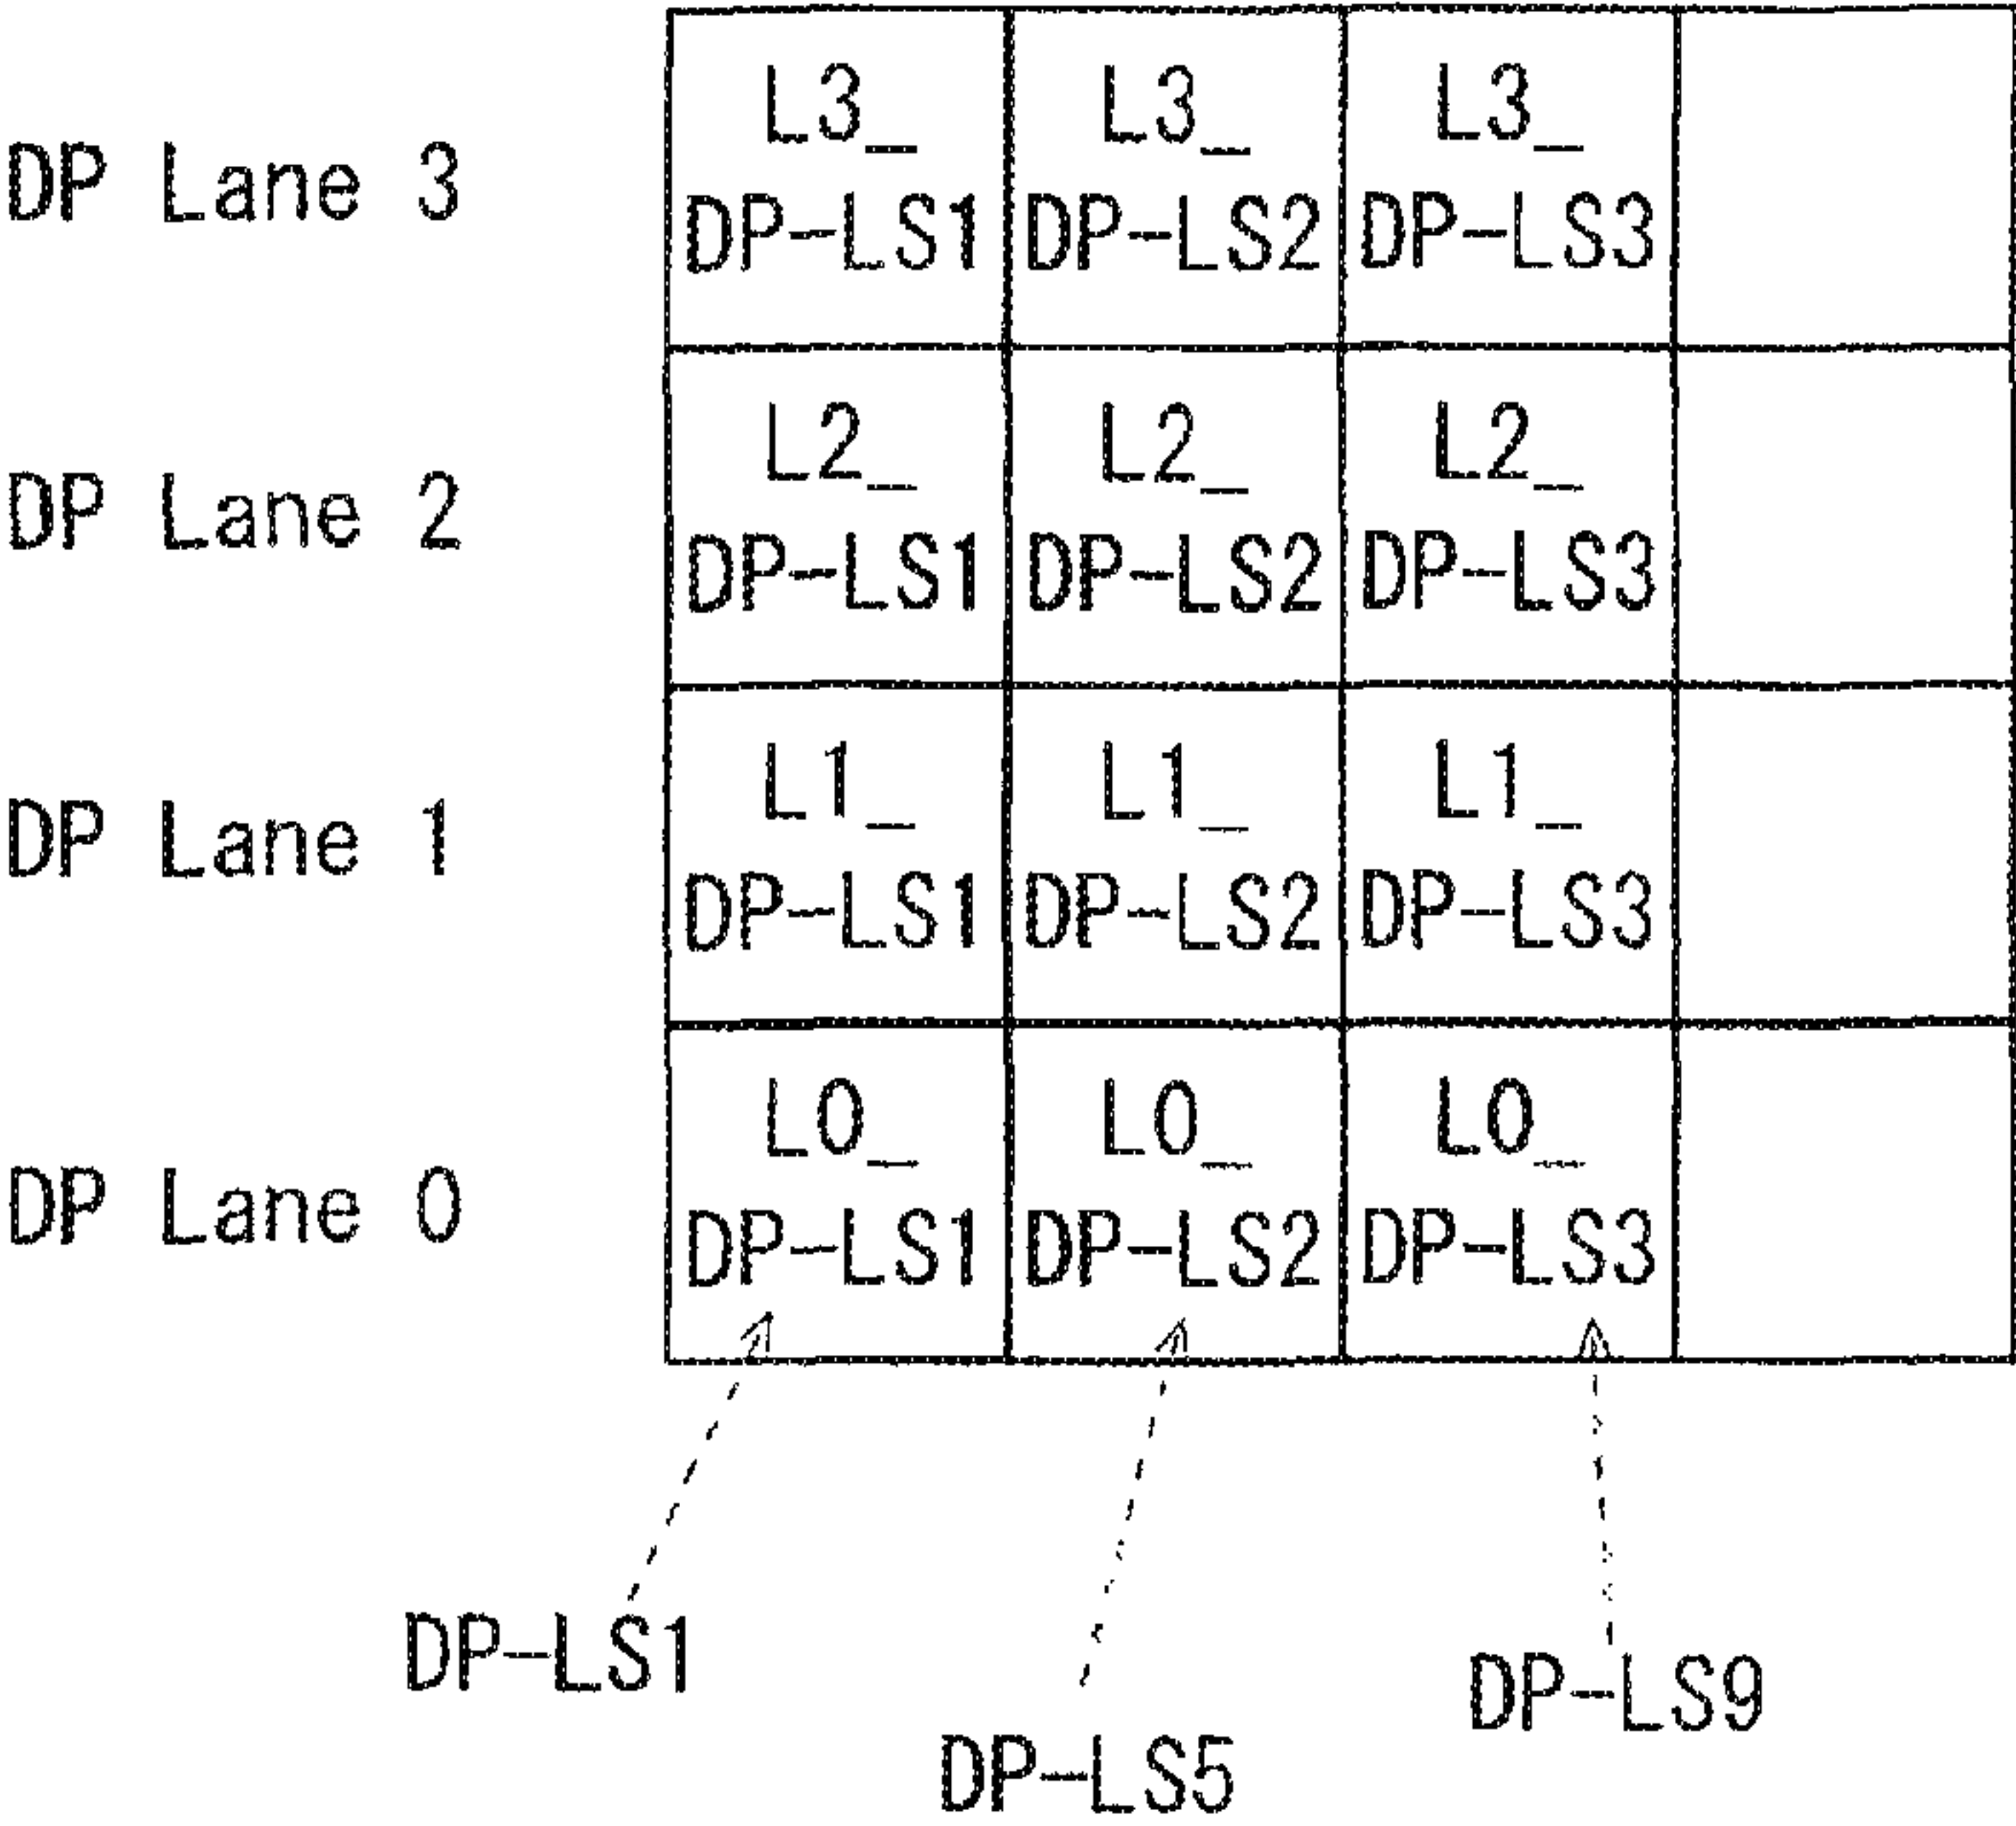 DP Lane 3
L3_ L3_ L3_
DP-LS1 DP-LS2 DP-LS3
DP Lane 2
L2_ L2_ L2_
DP-LS1 DP-LS2 DP-LS3
DP Lane 1
L1_ L1_ L1_
DP-LS1 DP-LS2 DP-LS3
DP Lane 0
L0_ L0_ L0_
DP-LS1 DP-LS2 DP-LS3
DP-LS1
DP-LS9
DP-LS5